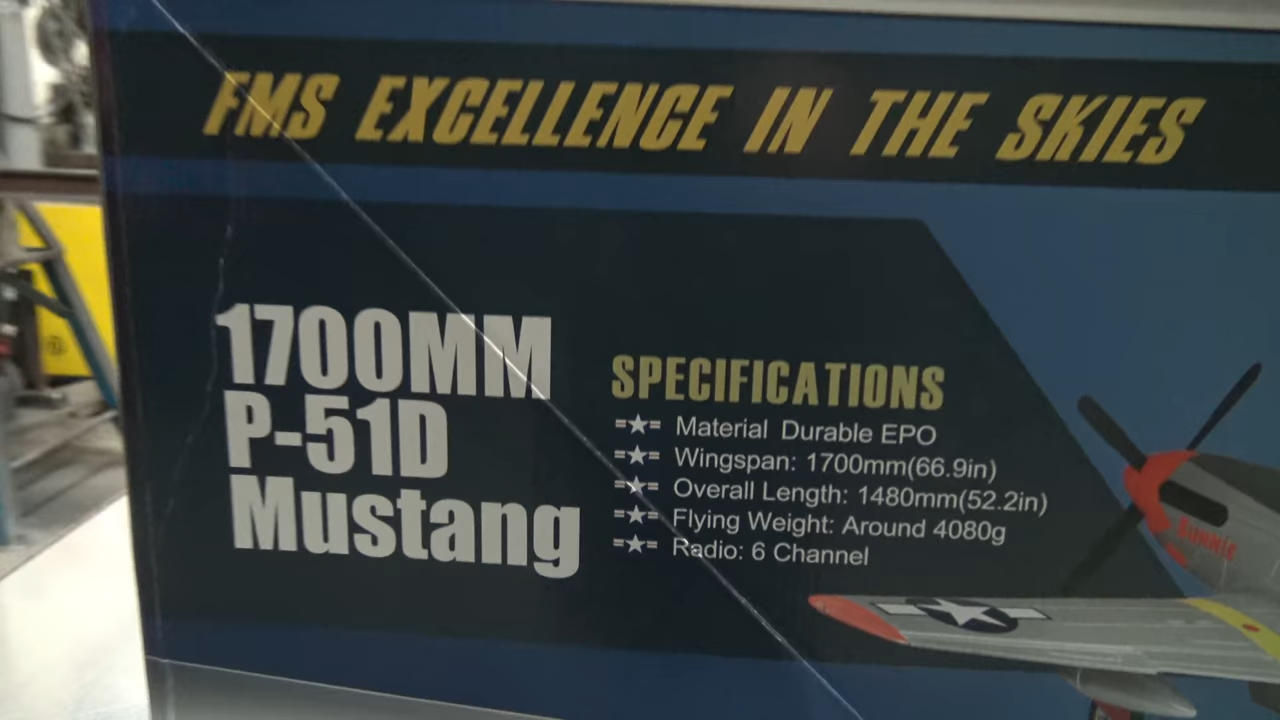 FMS EXCELLENCE IN THE SKIES
1700MM
P-51D
Mustang
SPECIFICATIONS
Material Durable EPO
Wingspan: 1700mm(66.9in)
Overall Length: 1480mm(52.2in)
Flying Weight: Around 4080g
Radio: 6 Channel